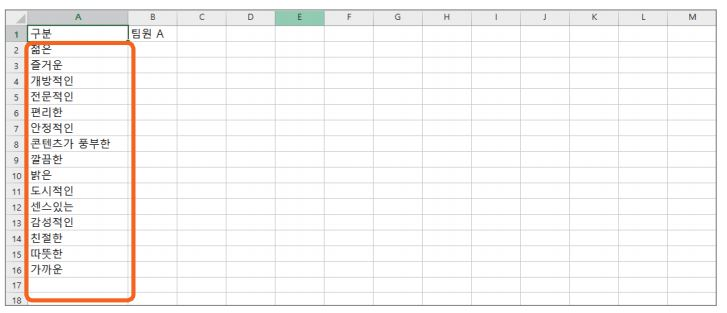 A B C D E F G H I J K L M
1 구분 팀원 A
2 젊은
3 즐거운
4 개방적인
5 전문적인
6 편리한
7 안정적인
8 콘텐츠가 풍부한
9 깔끔한
10 밝은
11 도시적인
12 센스있는
13 감성적인
14 친절한
15 따뜻한
16 가까운
17
18